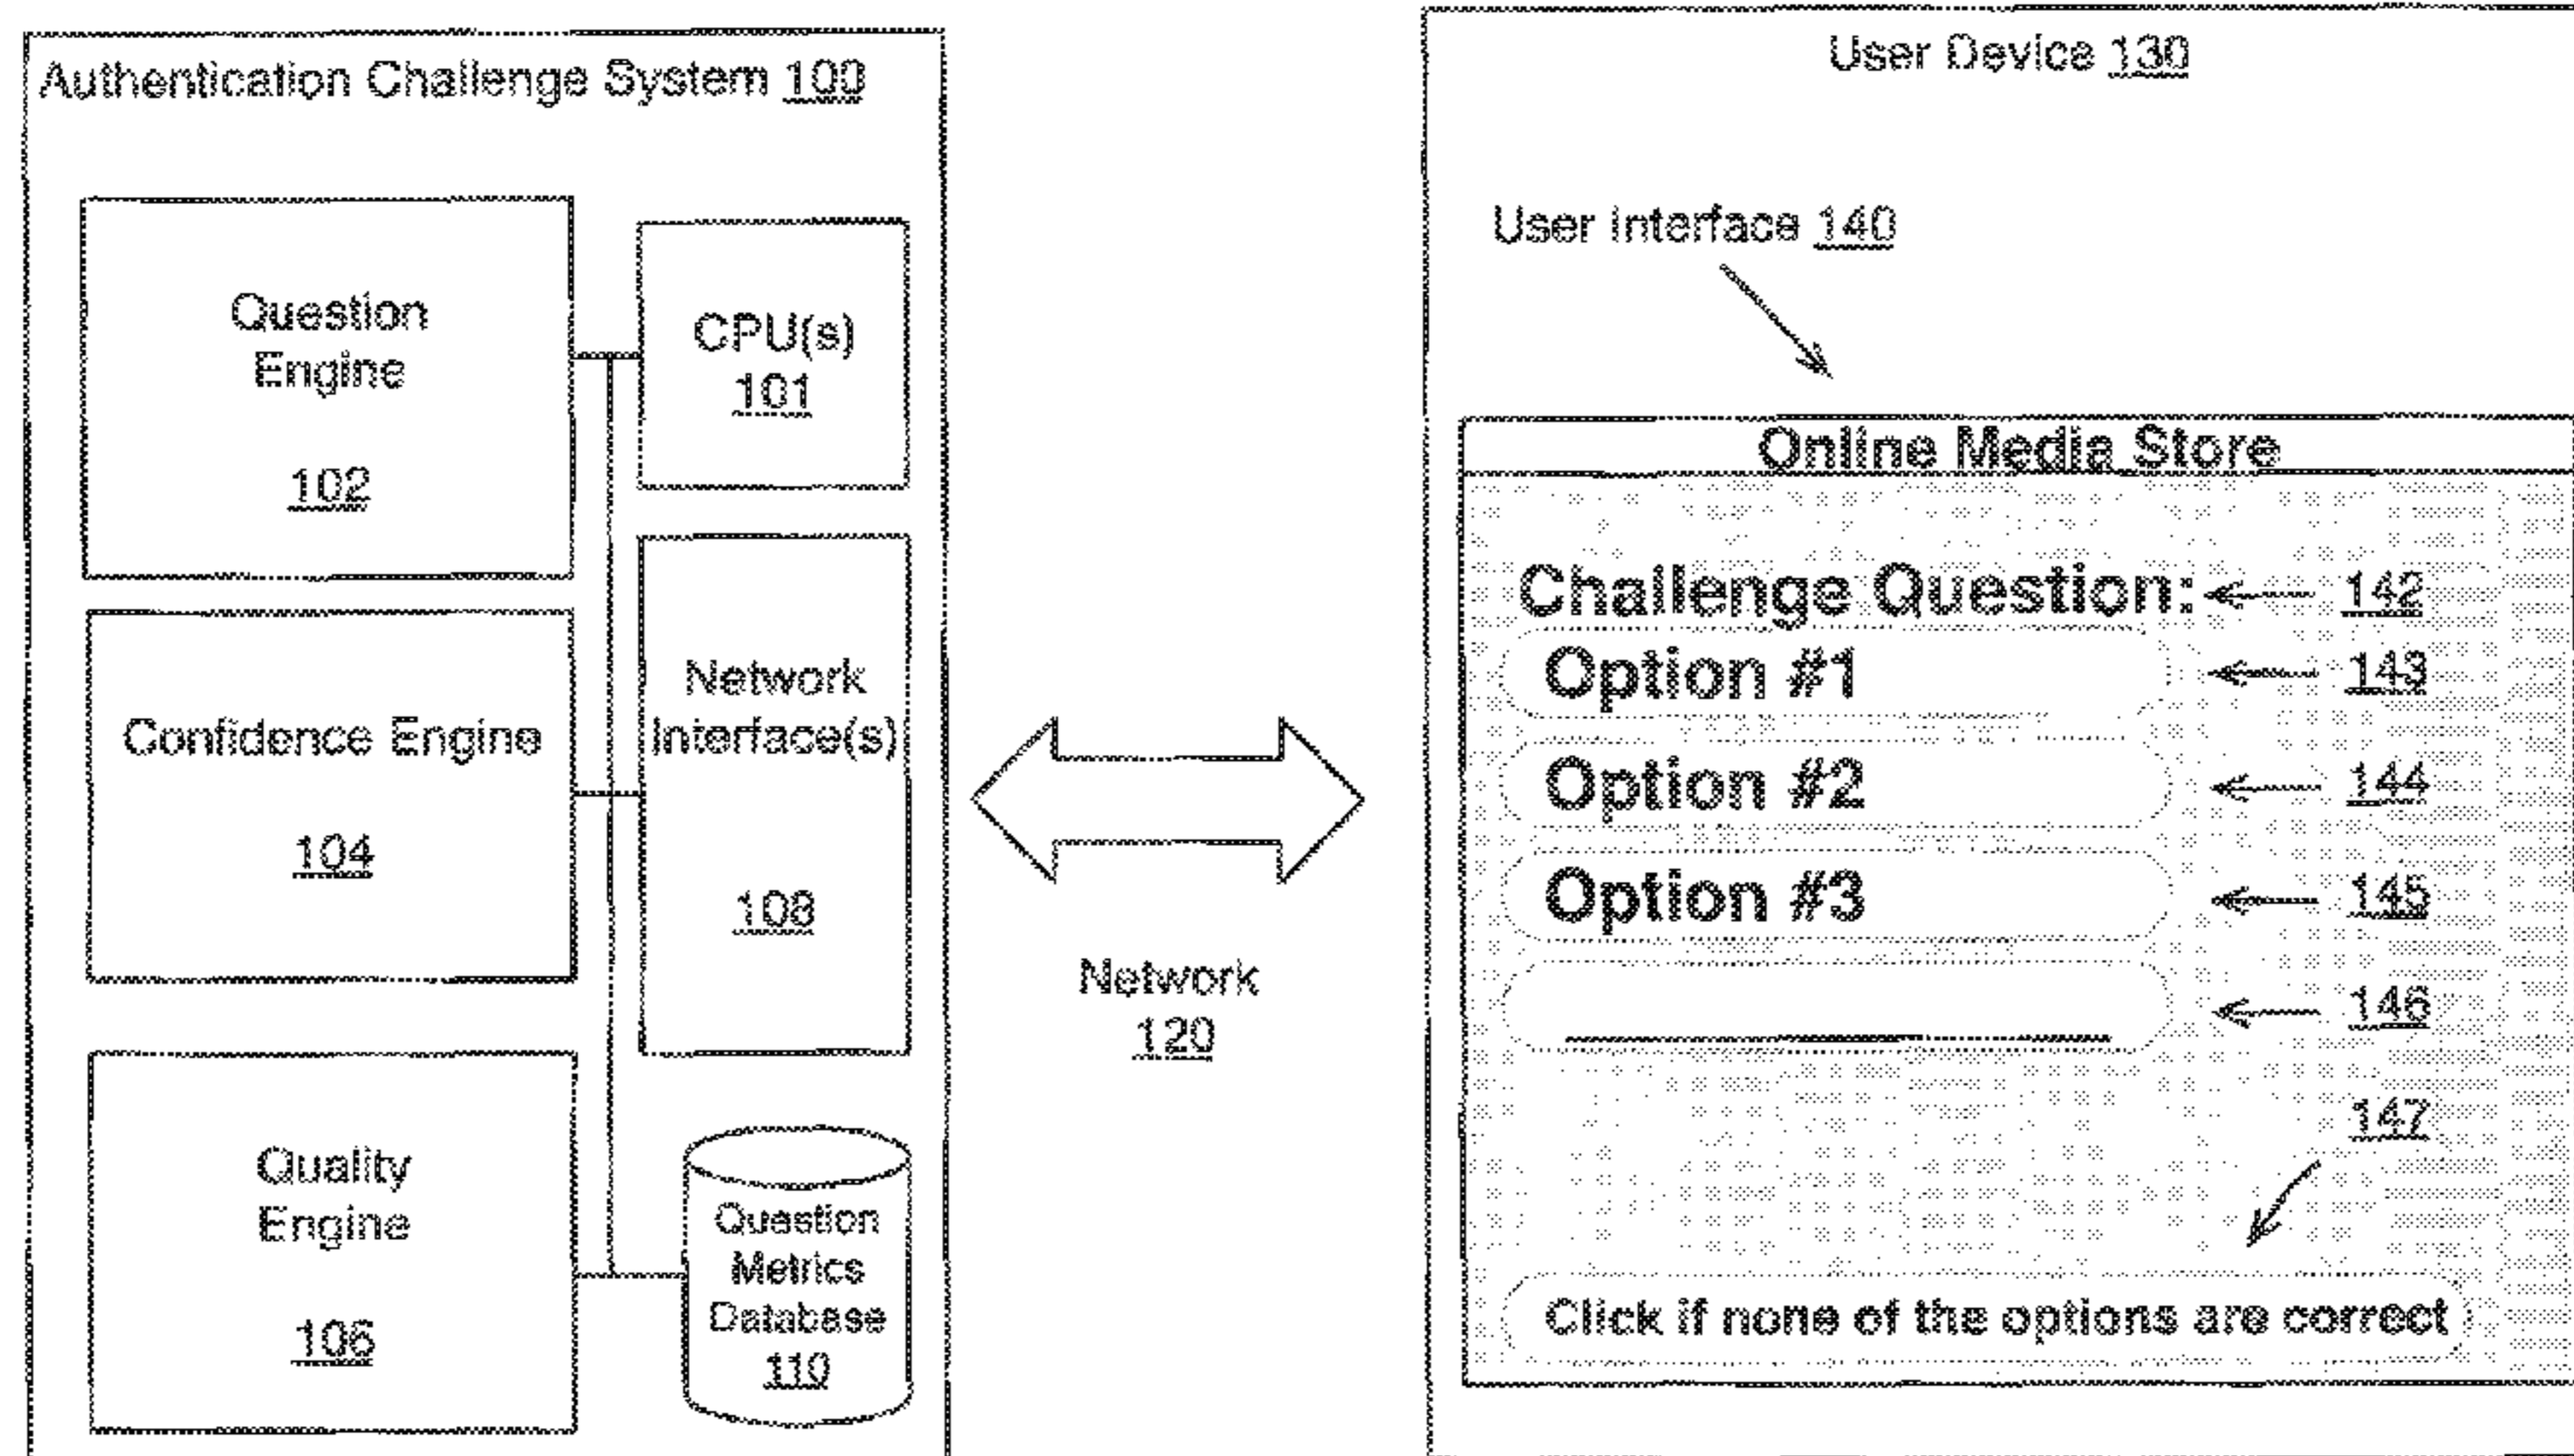 Authentication Challenge System 100
Question
Engine
102
CPU(s)
101
Confidence Engine
104
Network
Interface(s)
108
Quality
Engine
106
Question
Metrics
Database
110
Network
120
User Device 130
User Interface 140
Online Media Store
Challenge Question:
142
Option #1
143
Option #2
144
Option #3
145
146
147
Click if none of the options are correct